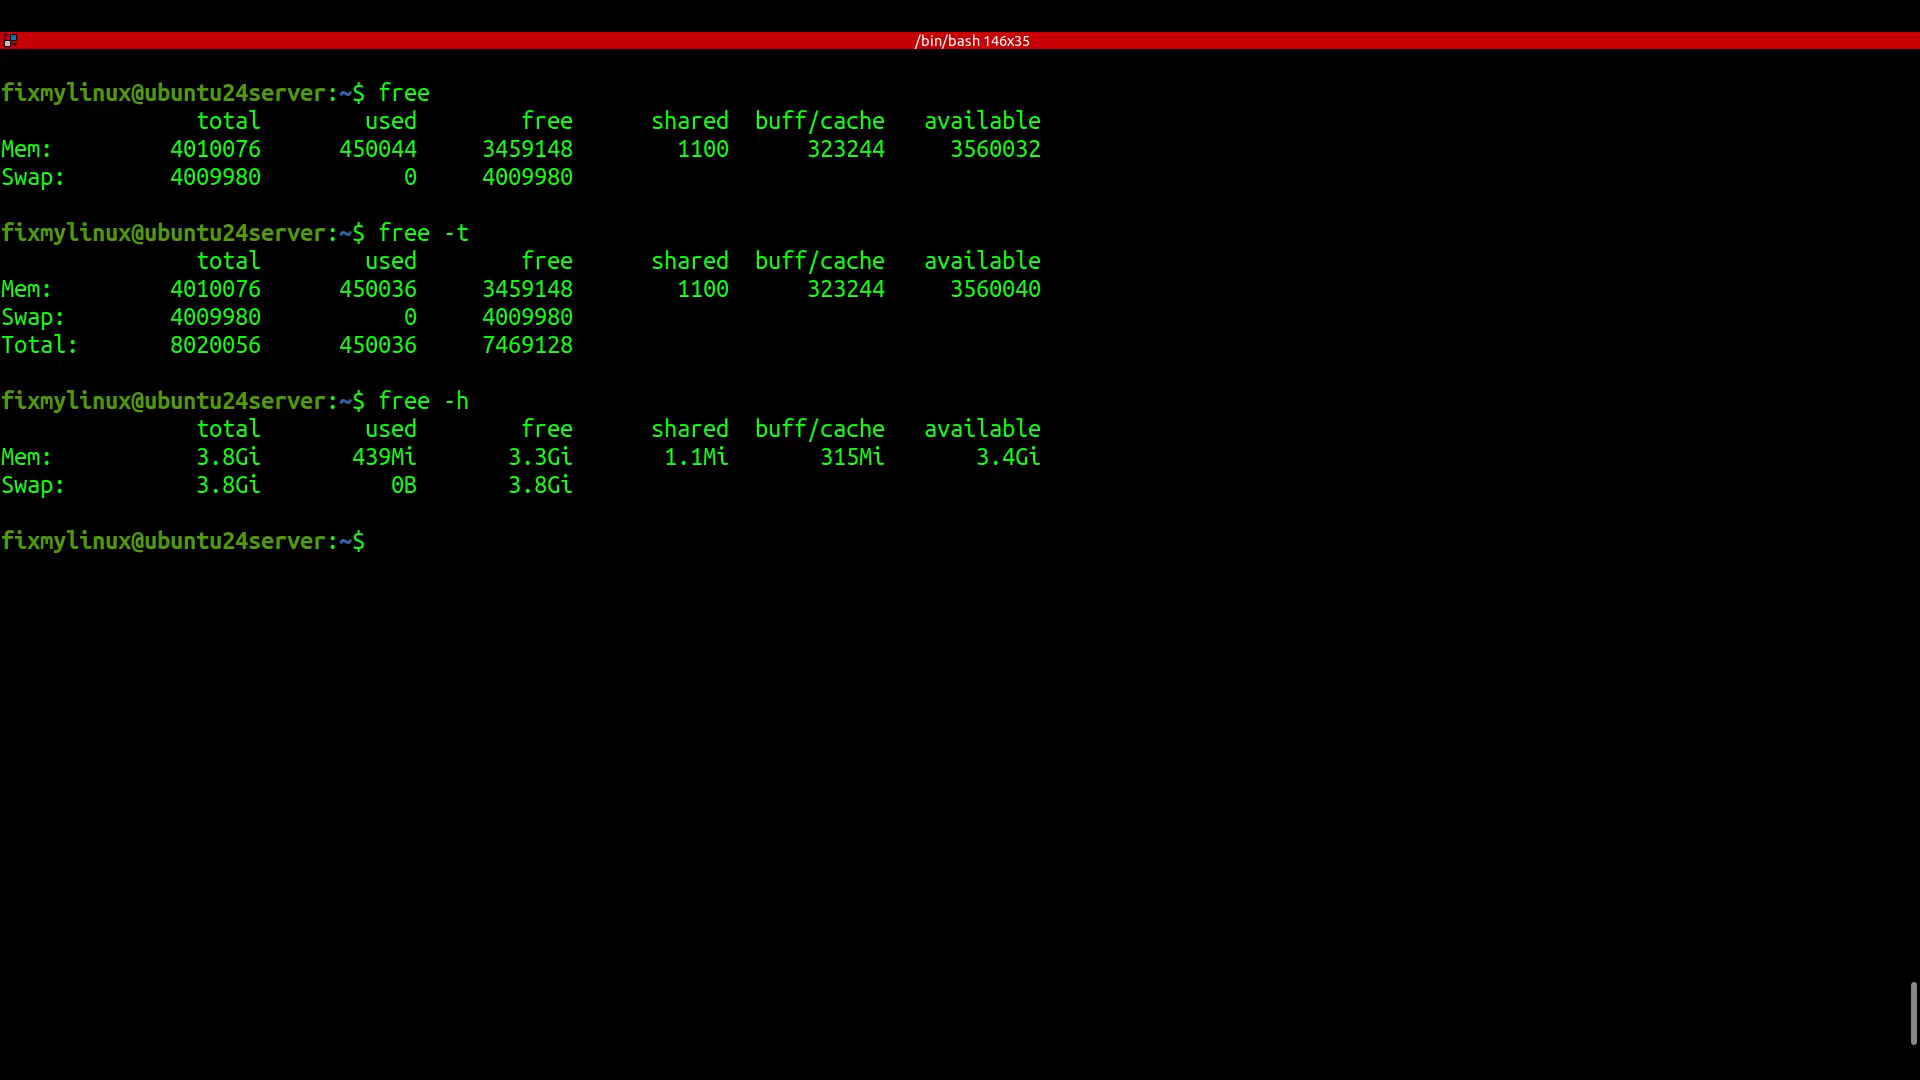 /bin/bash 146x35
fixmylinux@ubuntu24server:~$ free
               total        used        free      shared  buff/cache   available
Mem:         4010076      450044     3459148        1100      323244     3560032
Swap:        4009980           0     4009980
fixmylinux@ubuntu24server:~$ free -t
               total        used        free      shared  buff/cache   available
Mem:         4010076      450036     3459148        1100      323244     3560040
Swap:        4009980           0     4009980
Total:       8020056      450036     7469128
fixmylinux@ubuntu24server:~$ free -h
               total        used        free      shared  buff/cache   available
Mem:           3.8Gi       439Mi       3.3Gi       1.1Mi       315Mi       3.4Gi
Swap:          3.8Gi          0B       3.8Gi
fixmylinux@ubuntu24server:~$